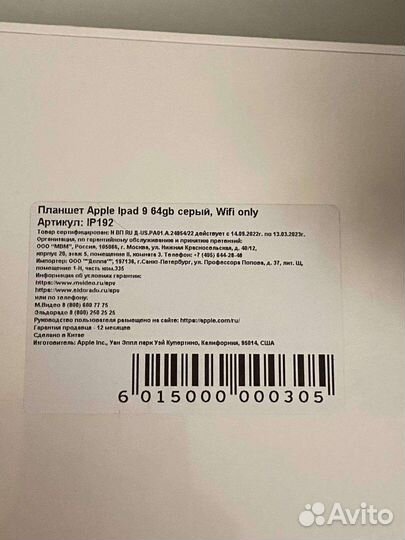 Планшет Apple Ipad 9 64gb серый, Wifi only
Артикул: IP192
Товар сертифицирован: N ВП RU Д-US.РА01.А.24954/22 действует с 14.09.2022г. по 13.03.2023г.
Организация, по гарантийному обслуживанию и принятию претензий:
ООО "МВМ", Россия, 105066, г. Москва, ул. Нижняя Красносельская, д. 40/12,
корпус 20, этаж 5, помещение II, комната 3. Телефон: +7 (495) 644-28-48
Импортер: ООО ""Деппа"", 197136, г.Санкт-Петербург, ул. Профессора Попова, д. 37, лит. Щ,
помещение 1-Н, часть ком.335
Информация об условиях гарантии:
https://www.mvideo.ru/apv
https://www.eldorado.ru/apv
или по телефону:
М.Видео 8 (800) 600 77 75
Эльдорадо 8 (800) 250 25 25
Руководство пользователя размещено на сайте: https://apple.com.ru/
Гарантия продавца - 12 месяцев
Сделано в Китае
Изготовитель: Apple Inc., Уан Эппл парк Уэй Купертино, Калифорния, 95014, США
6 015000 000305
Avito